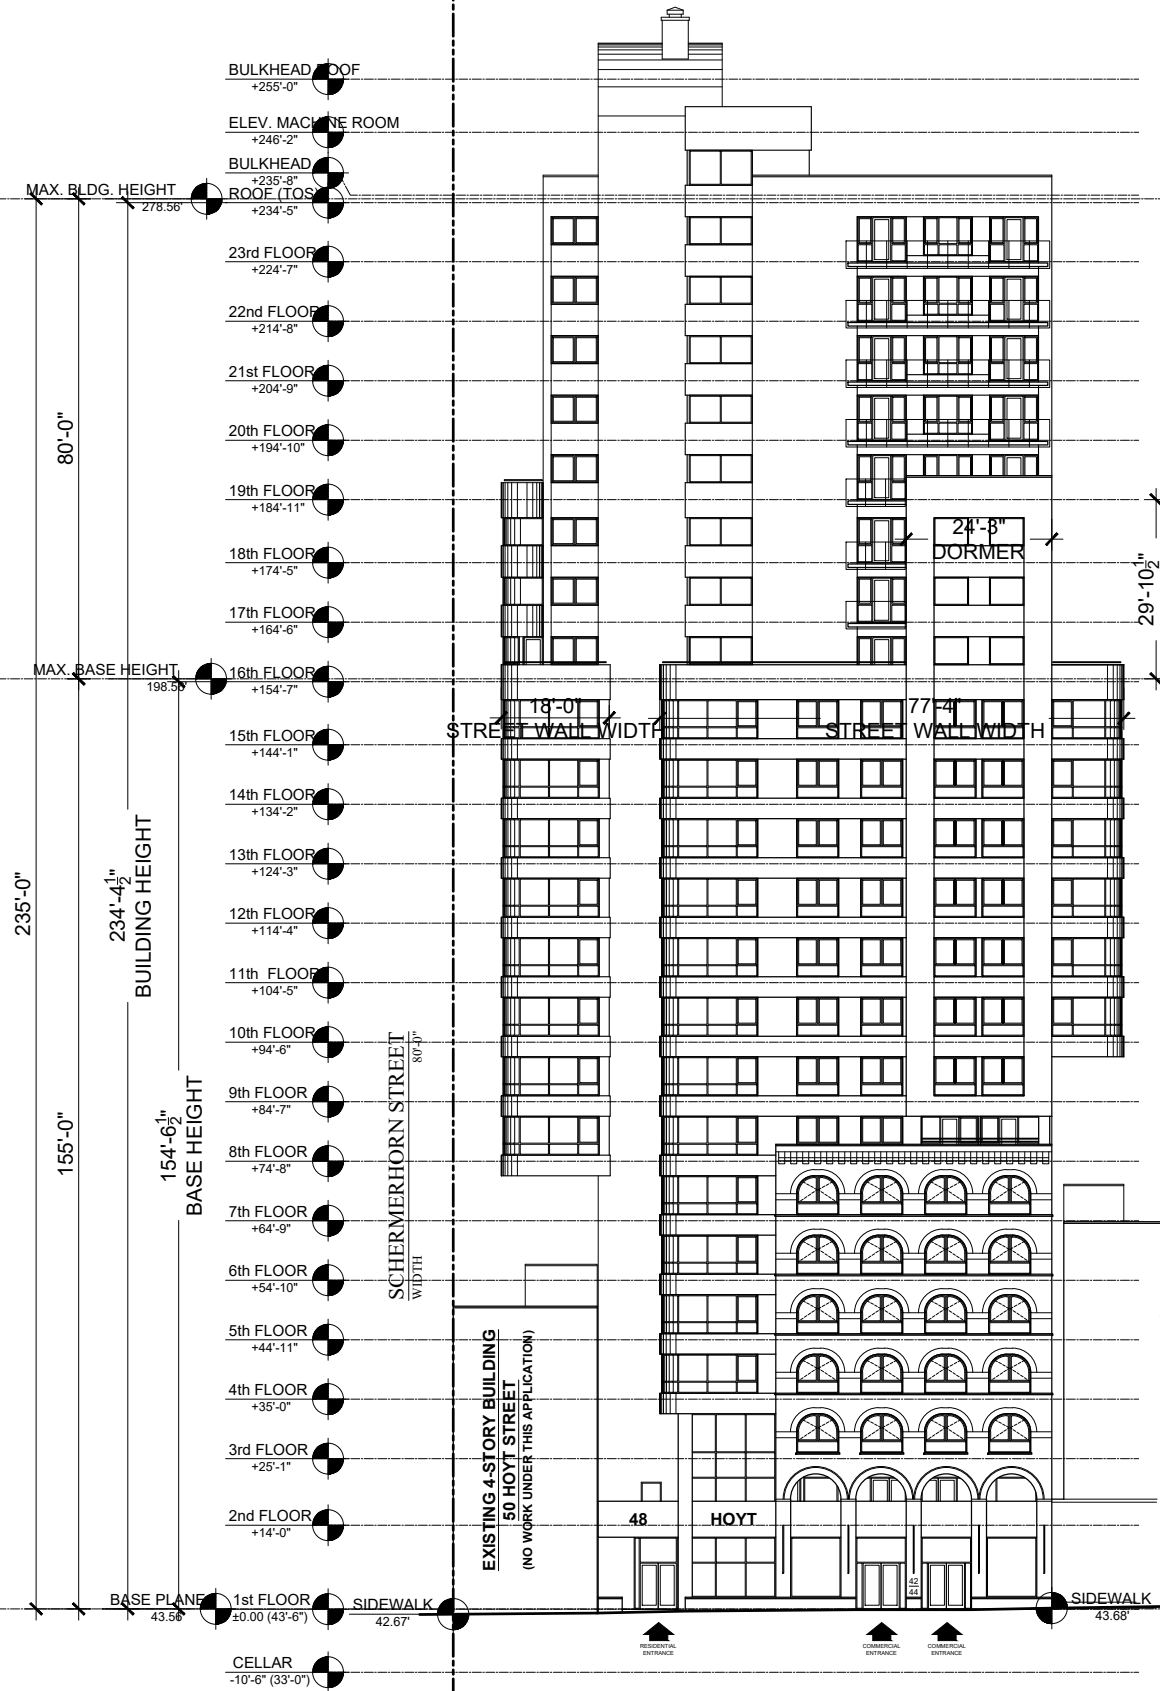 BULKHEAD ROOF
+255'-0"
ELEV. MACHINE ROOM
+246'-2"
BULKHEAD
+235'-8"
MAX. BLDG. HEIGHT
278.56'
ROOF (TOS)
+234'-5"
23rd FLOOR
+224'-7"
22nd FLOOR
+214'-8"
21st FLOOR
+204'-9"
20th FLOOR
+194'-10"
19th FLOOR
+184'-11"
18th FLOOR
+174'-5"
17th FLOOR
+164'-6"
MAX. BASE HEIGHT
198.56'
16th FLOOR
+154'-7"
15th FLOOR
+144'-1"
14th FLOOR
+134'-2"
13th FLOOR
+124'-3"
12th FLOOR
+114'-4"
11th FLOOR
+104'-5"
10th FLOOR
+94'-6"
9th FLOOR
+84'-7"
8th FLOOR
+74'-8"
7th FLOOR
+64'-9"
6th FLOOR
+54'-10"
5th FLOOR
+44'-11"
4th FLOOR
+35'-0"
3rd FLOOR
+25'-1"
2nd FLOOR
+14'-0"
BASE PLANE
43.56'
1st FLOOR
±0.00 (43'-6")
CELLAR
-10'-6" (33'-0")
SIDEWALK
42.67'
SIDEWALK
43.68'
235'-0"
80'-0"
155'-0"
234'-4½"
BUILDING HEIGHT
154'-6½"
BASE HEIGHT
SCHERMERHORN STREET
80'-0"
WIDTH
24'-3"
DORMER
29'-10½"
18'-0"
STREET WALL WIDTH
77'-4"
STREET WALL WIDTH
EXISTING 4-STORY BUILDING
50 HOYT STREET
(NO WORK UNDER THIS APPLICATION)
48
HOYT
42
44
RESIDENTIAL
ENTRANCE
COMMERCIAL
ENTRANCE
COMMERCIAL
ENTRANCE